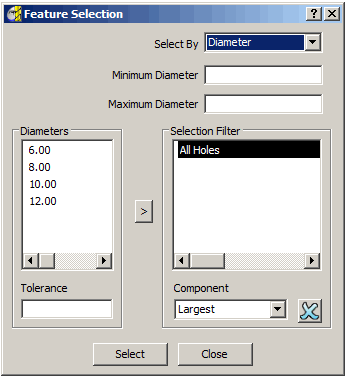 Feature Selection
?
Select By Diameter
Minimum Diameter
Maximum Diameter
Diameters
6.00
8.00
10.00
12.00
>
Selection Filter
All Holes
Tolerance
Component
Largest
Select
Close